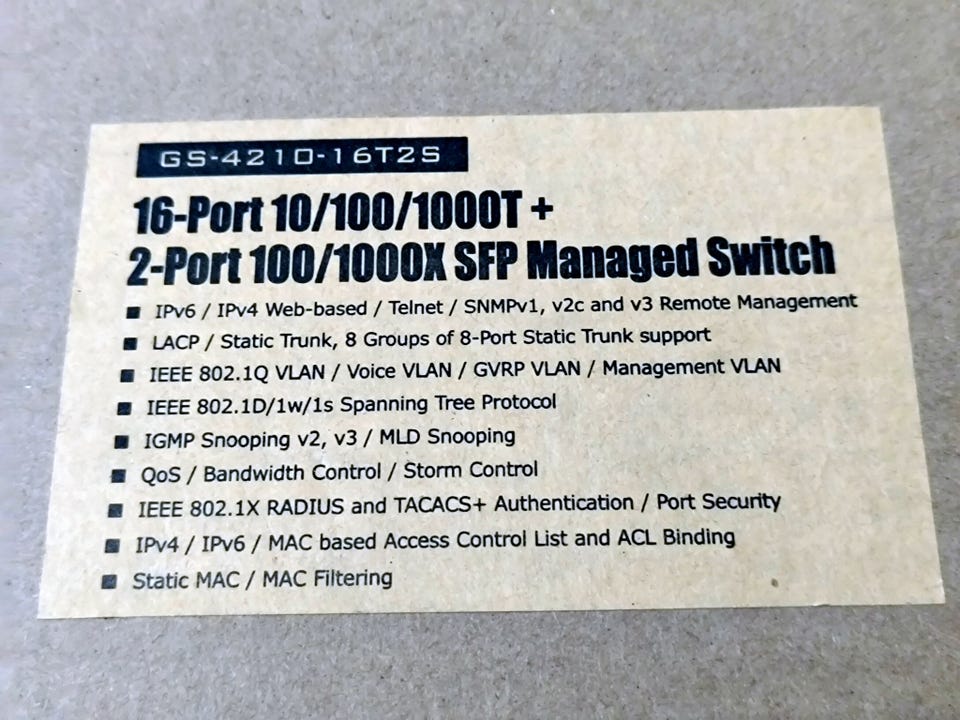 GS-4210-16T2S
16-Port 10/100/1000T +
2-Port 100/1000X SFP Managed Switch
■ IPv6 / IPv4 Web-based / Telnet / SNMPv1, v2c and v3 Remote Management
■ LACP / Static Trunk, 8 Groups of 8-Port Static Trunk support
■ IEEE 802.1Q VLAN / Voice VLAN / GVRP VLAN / Management VLAN
■ IEEE 802.1D/1w/1s Spanning Tree Protocol
■ IGMP Snooping v2, v3 / MLD Snooping
■ QoS / Bandwidth Control / Storm Control
■ IEEE 802.1X RADIUS and TACACS+ Authentication / Port Security
■ IPv4 / IPv6 / MAC based Access Control List and ACL Binding
■ Static MAC / MAC Filtering